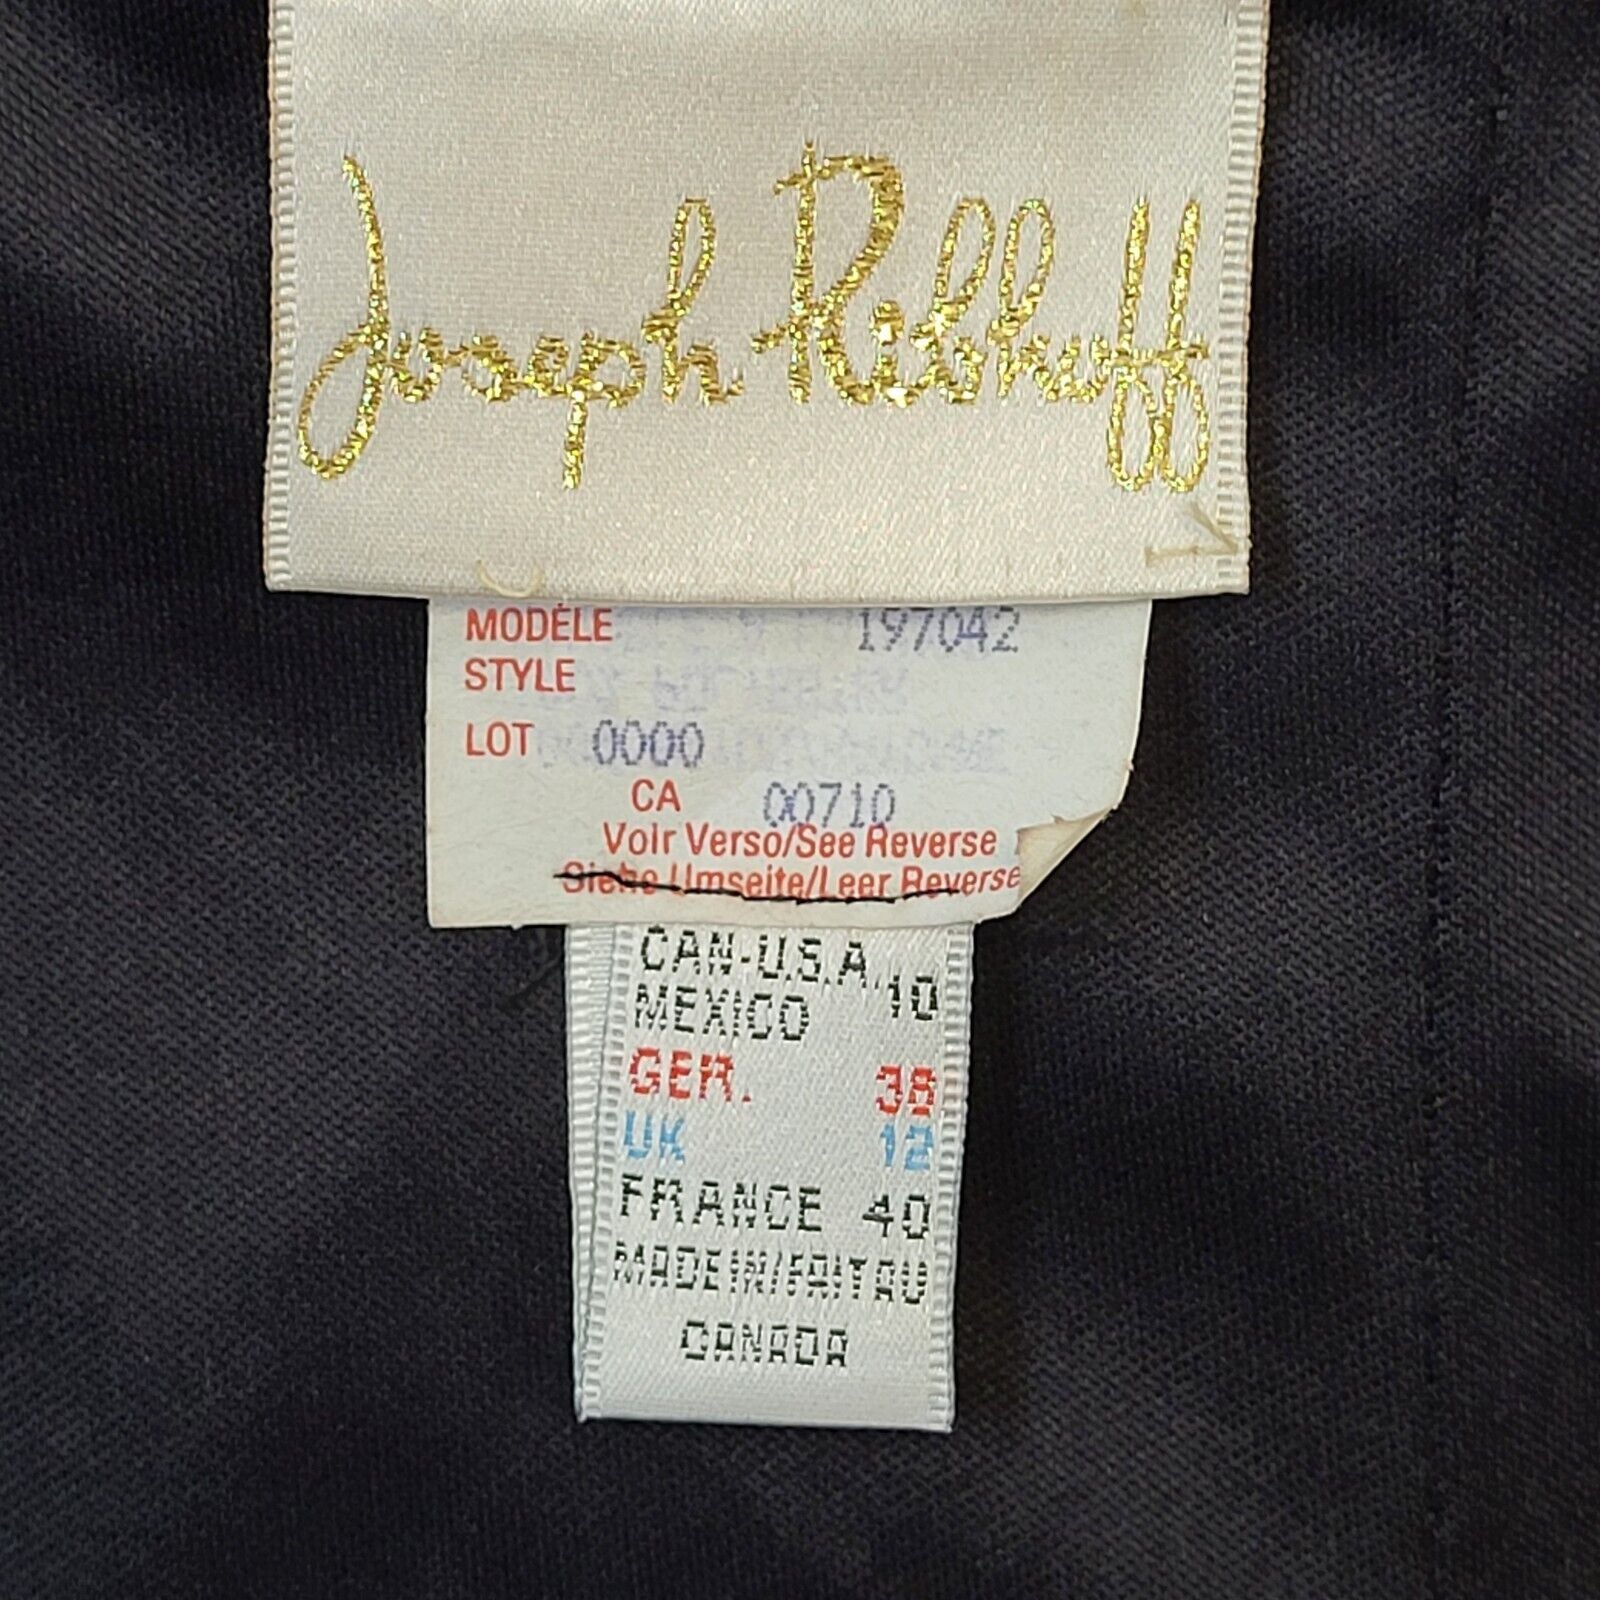 Joseph Ribkoff
MODÈLE 197042
STYLE
LOT 0000
CA 00710
Voir Verso/See Reverse
Siehe Umseite/Leer Reverse
CAN-U.S.A. 10
MEXICO
GER. 38
UK 12
FRANCE 40
MADE IN/FAIT AU
CANADA